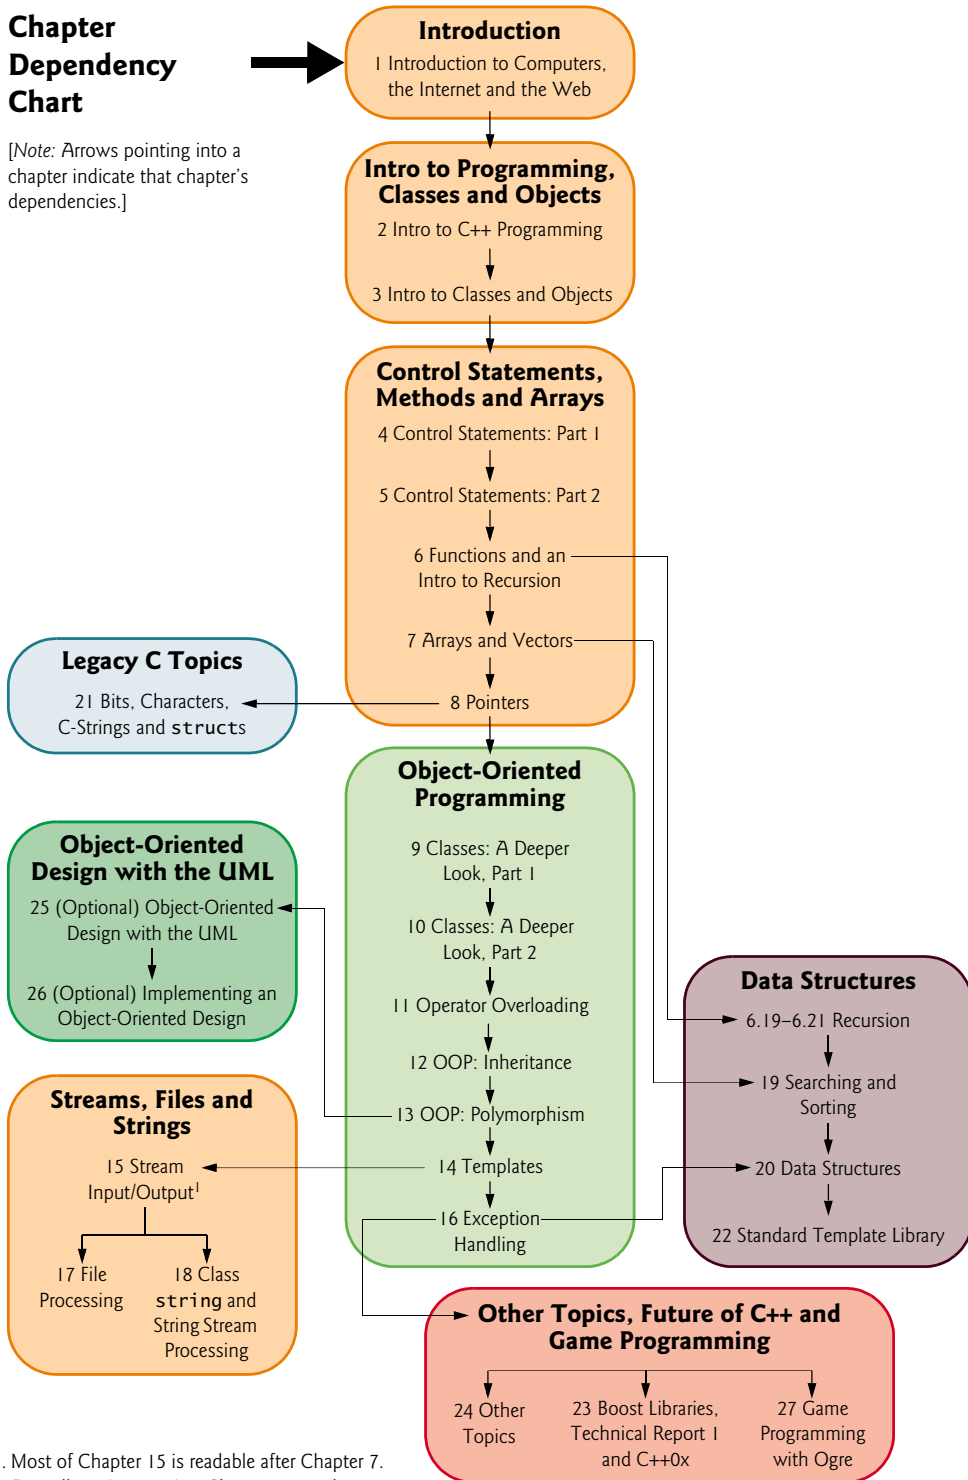 Chapter
Dependency
Chart
[Note: Arrows pointing into a
chapter indicate that chapter's
dependencies.]
Introduction
1 Introduction to Computers,
the Internet and the Web
Intro to Programming,
Classes and Objects
2 Intro to C++ Programming
3 Intro to Classes and Objects
Control Statements,
Methods and Arrays
4 Control Statements: Part 1
5 Control Statements: Part 2
6 Functions and an
Intro to Recursion
7 Arrays and Vectors
8 Pointers
Legacy C Topics
21 Bits, Characters,
C-Strings and structs
Object-Oriented
Programming
9 Classes: A Deeper
Look, Part 1
10 Classes: A Deeper
Look, Part 2
11 Operator Overloading
12 OOP: Inheritance
13 OOP: Polymorphism
14 Templates
16 Exception
Handling
Object-Oriented
Design with the UML
25 (Optional) Object-Oriented
Design with the UML
26 (Optional) Implementing an
Object-Oriented Design
Streams, Files and
Strings
15 Stream
Input/Output¹
17 File
Processing
18 Class
string and
String Stream
Processing
Data Structures
6.19–6.21 Recursion
19 Searching and
Sorting
20 Data Structures
22 Standard Template Library
Other Topics, Future of C++ and
Game Programming
24 Other
Topics
23 Boost Libraries,
Technical Report 1
and C++0x
27 Game
Programming
with Ogre
. Most of Chapter 15 is readable after Chapter 7.